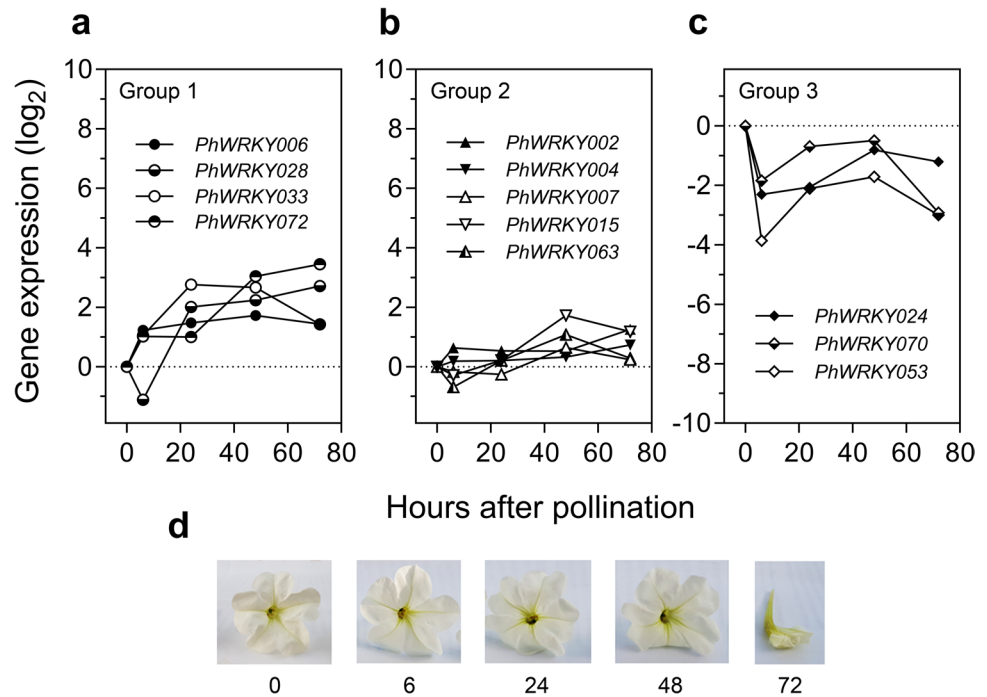 a
b
c
Gene expression (log2)
10
8
6
4
2
0
Group 1
PhWRKY006
PhWRKY028
PhWRKY033
PhWRKY072
0 20 40 60 80
10
8
6
4
2
0
Group 2
PhWRKY002
PhWRKY004
PhWRKY007
PhWRKY015
PhWRKY063
0 20 40 60 80
Group 3
0
-2
-4
-6
-8
-10
PhWRKY024
PhWRKY070
PhWRKY053
0 20 40 60 80
Hours after pollination
d
0 6 24 48 72